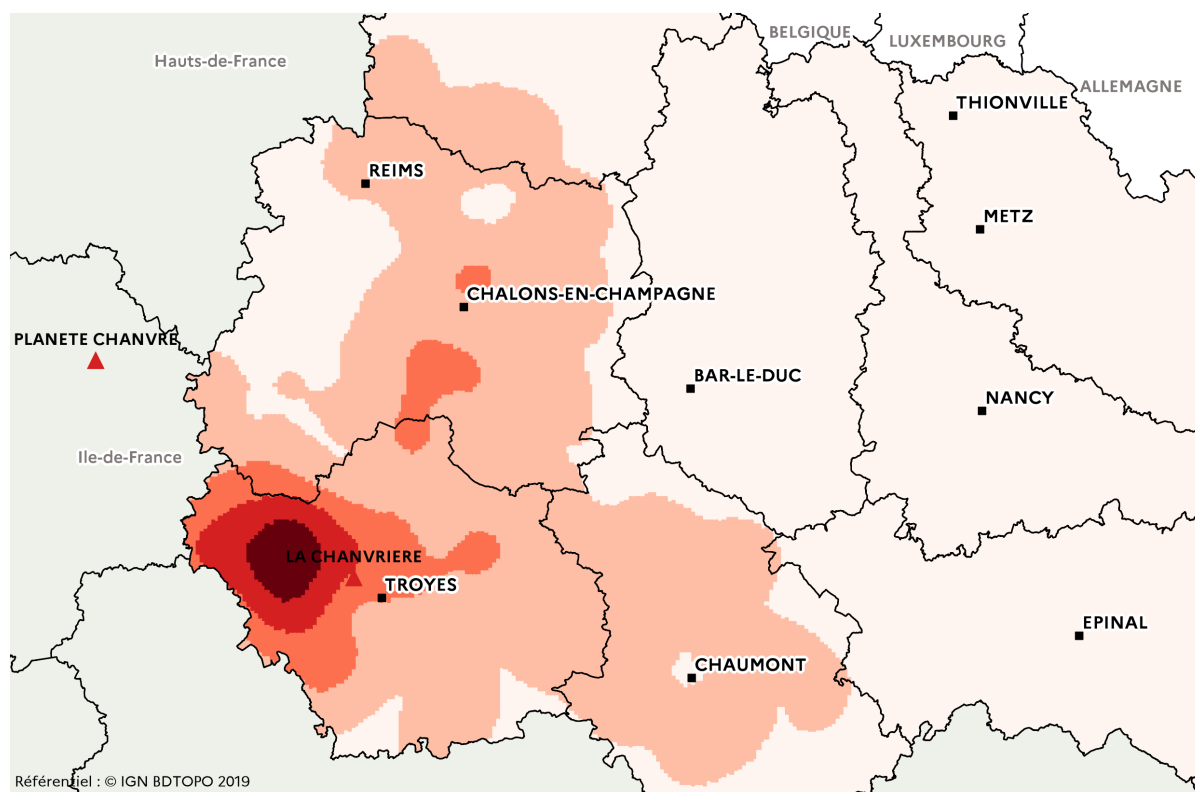 BELGIQUE
LUXEMBOURG
Hauts-de-France
ALLEMAGNE
THIONVILLE
REIMS
METZ
CHALONS-EN-CHAMPAGNE
PLANETE CHANVRE
BAR-LE-DUC
NANCY
Ile-de-France
LA CHANVRIERE
TROYES
EPINAL
CHAUMONT
Référentiel : © IGN BDTOPO 2019